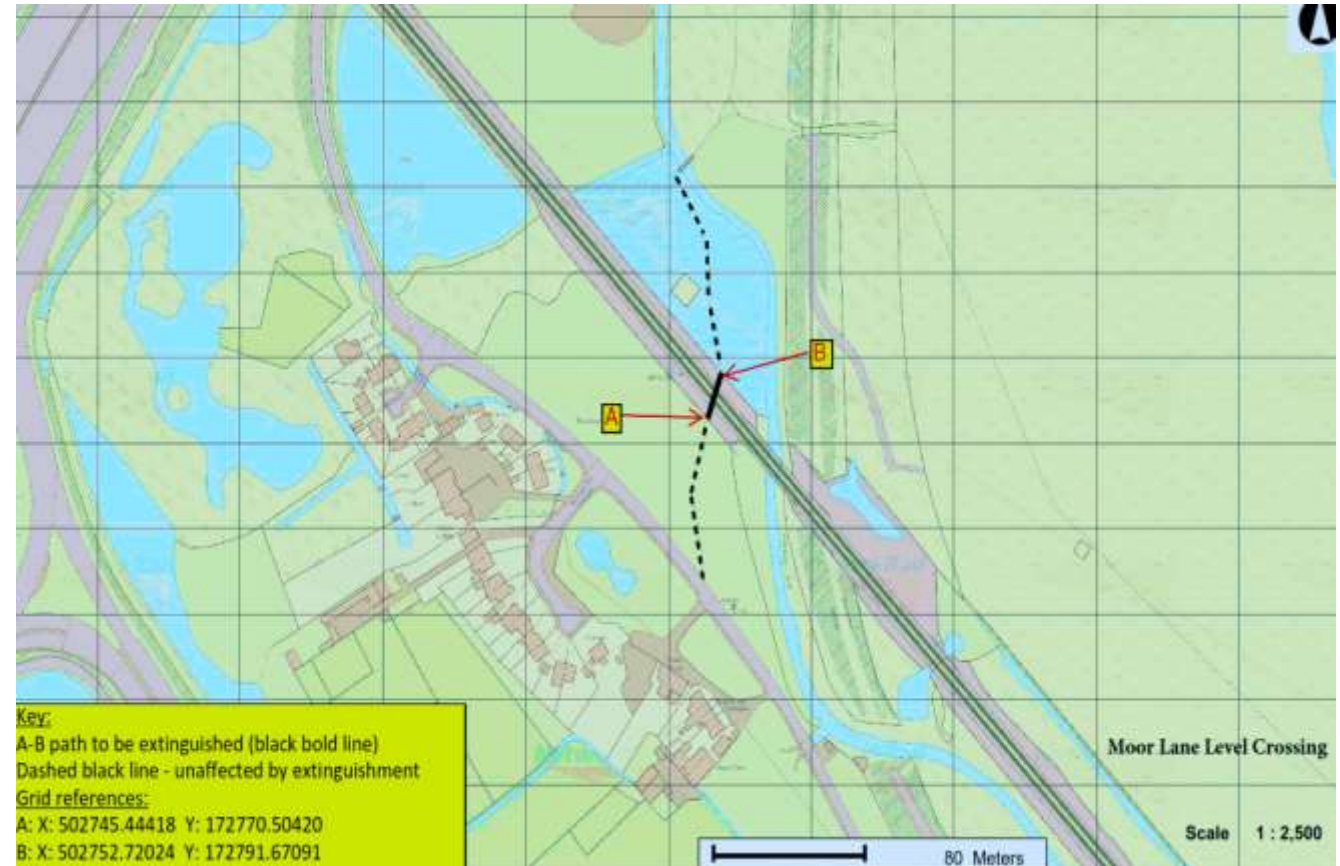 B
A
Key:
A-B path to be extinguished (black bold line)
Dashed black line - unaffected by extinguishment
Grid references:
A: X: 502745.44418 Y: 172770.50420
B: X: 502752.72024 Y: 172791.67091
Moor Lane Level Crossing
Scale 1 : 2,500
80 Meters